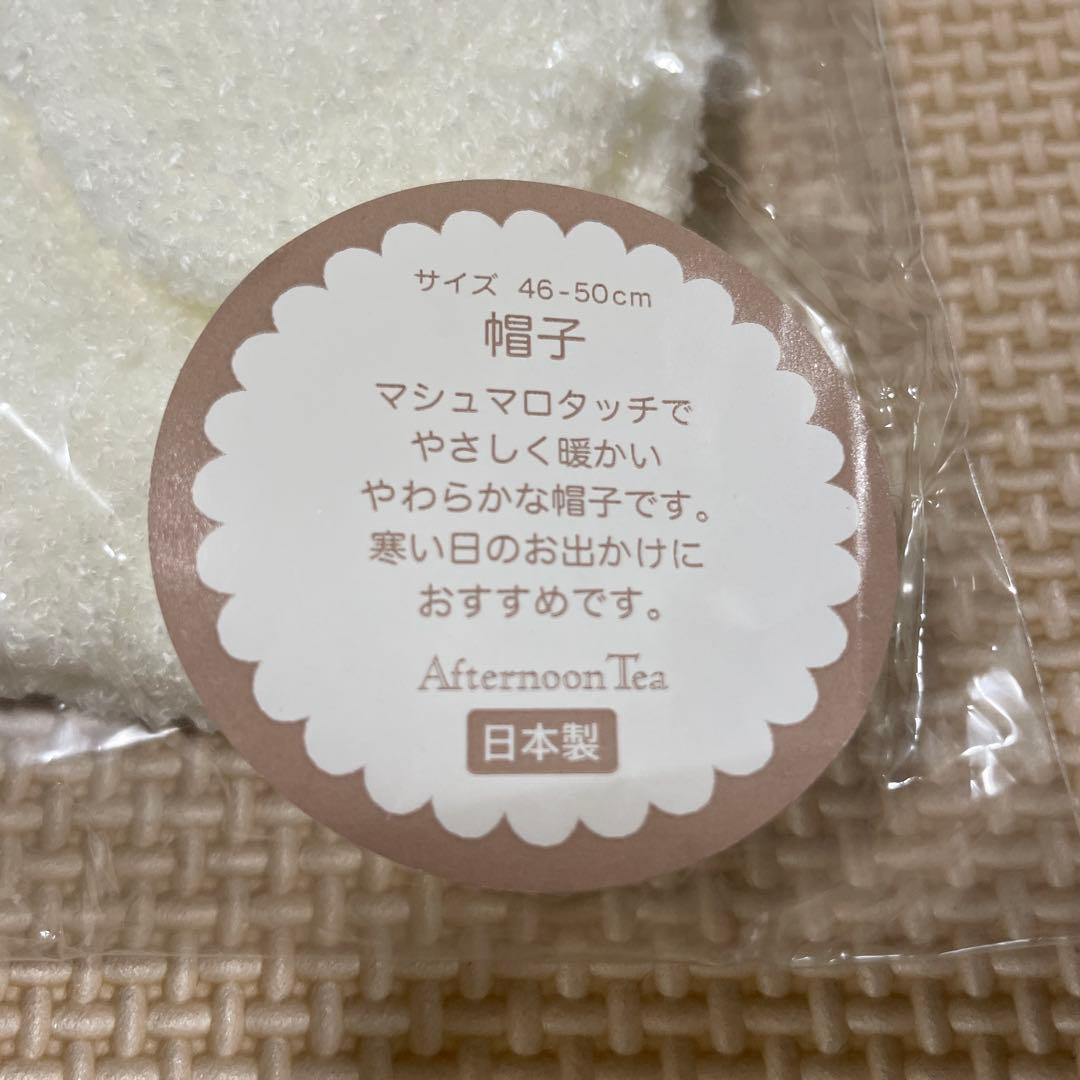 サイズ 46-50cm
帽子
マシュマロタッチで
やさしく暖かい
やわらかな帽子です。
寒い日のお出かけに
おすすめです。
Afternoon Tea
日本製